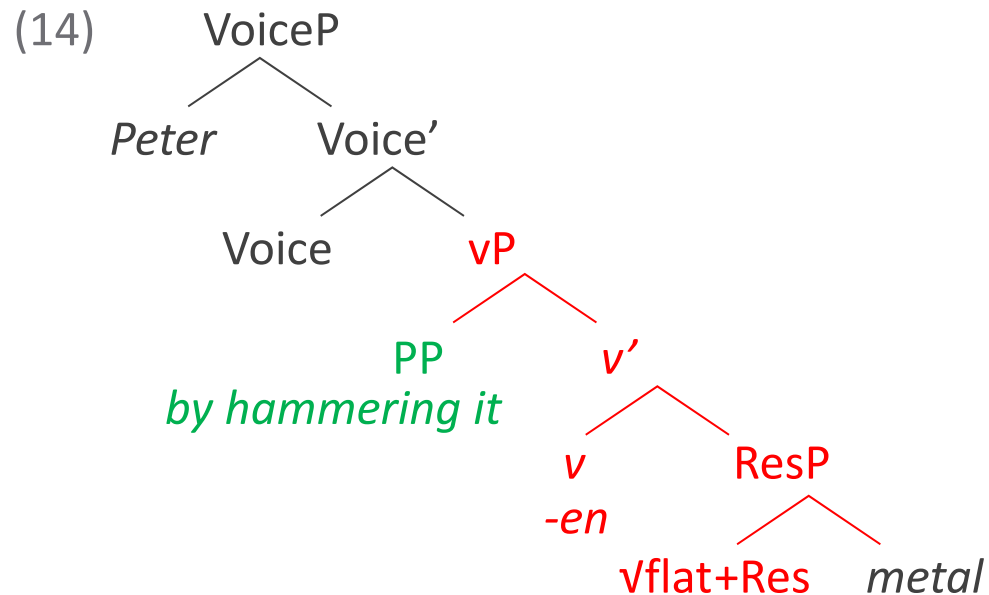 (14) VoiceP
Peter Voice’
Voice vP
PP v’
by hammering it
v ResP
-en
√flat+Res metal